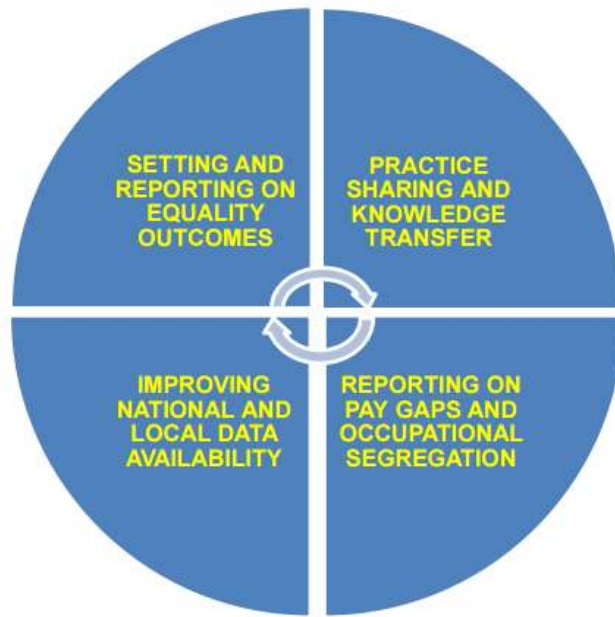 SETTING AND
REPORTING ON
EQUALITY
OUTCOMES
PRACTICE
SHARING AND
KNOWLEDGE
TRANSFER
IMPROVING
NATIONAL AND
LOCAL DATA
AVAILABILITY
REPORTING ON
PAY GAPS AND
OCCUPATIONAL
SEGREGATION